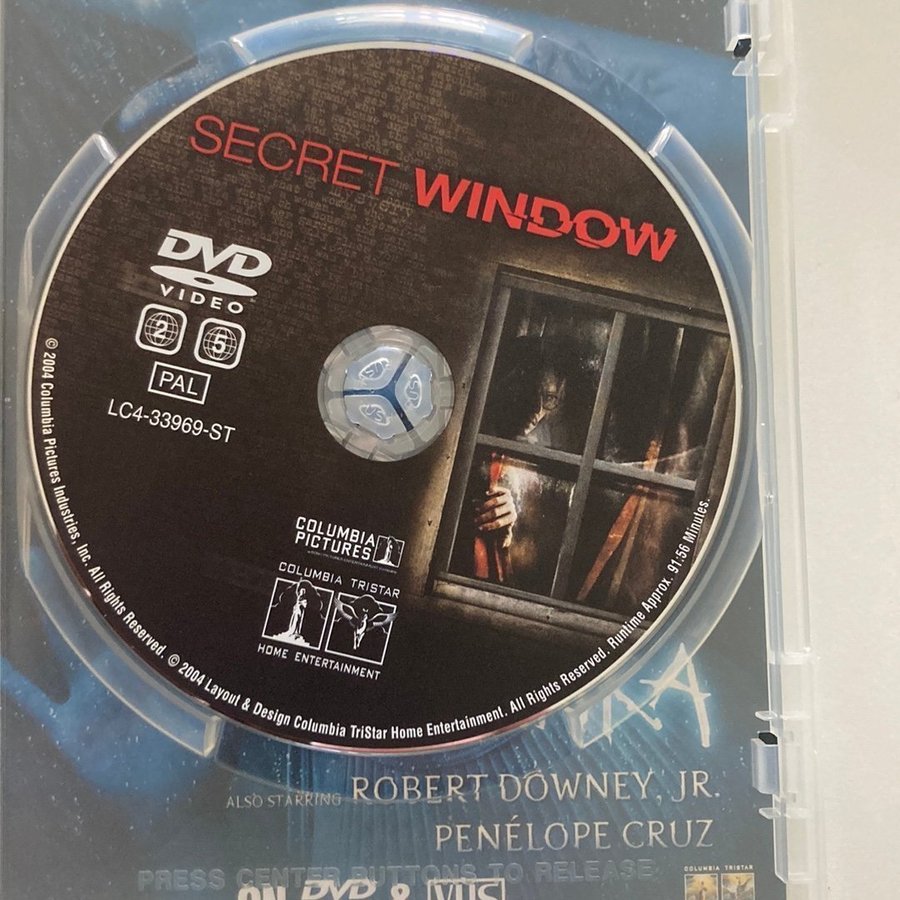 SECRET WINDOW
DVD
VIDEO
2 5
PAL
LC4-33969-ST
COLUMBIA
PICTURES
COLUMBIA TRISTAR
HOME ENTERTAINMENT
© 2004 Columbia Pictures Industries, Inc. All Rights Reserved. © 2004 Layout & Design Columbia TriStar Home Entertainment. All Rights Reserved. Runtime Approx. 91:56 Minutes.
ALSO STARRING ROBERT DOWNEY, JR.
PENÉLOPE CRUZ
PRESS CENTER BUTTONS TO RELEASE
ON DVD & VHS
COLUMBIA TRISTAR